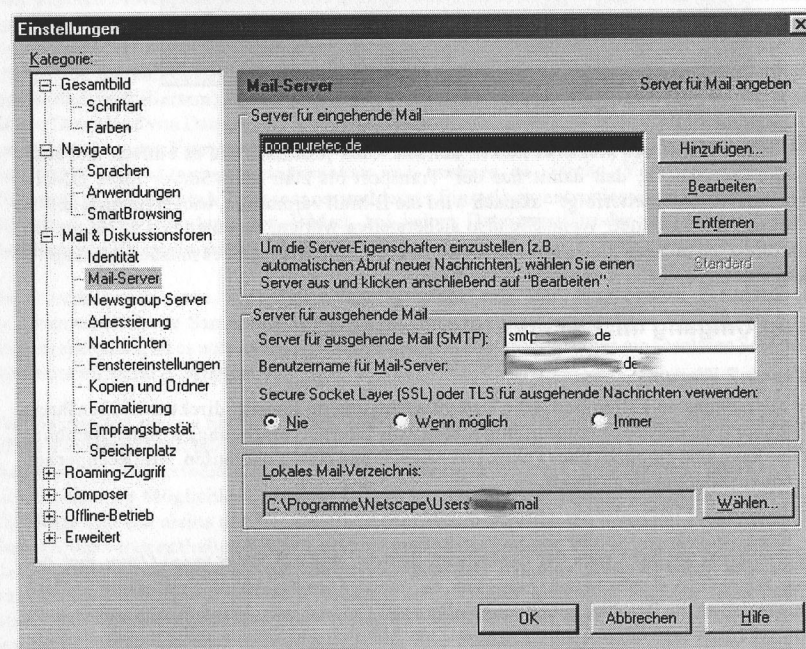 Einstellungen
Kategorie:
Gesamtbild
Schriftart
Farben
Navigator
Sprachen
Anwendungen
SmartBrowsing
Mail & Diskussionsforen
Identität
Mail-Server
Newsgroup-Server
Adressierung
Nachrichten
Fenstereinstellungen
Kopien und Ordner
Formatierung
Empfangsbestät.
Speicherplatz
Roaming-Zugriff
Composer
Offline-Betrieb
Erweitert
Mail-Server Server für Mail angeben
Server für eingehende Mail
pop.puretec.de
Hinzufügen...
Bearbeiten
Entfernen
Standard
Um die Server-Eigenschaften einzustellen (z.B.
automatischen Abruf neuer Nachrichten), wählen Sie einen
Server aus und klicken anschließend auf "Bearbeiten".
Server für ausgehende Mail
Server für ausgehende Mail (SMTP): smtp de
Benutzername für Mail-Server: de
Secure Socket Layer (SSL) oder TLS für ausgehende Nachrichten verwenden:
Nie Wenn möglich Immer
Lokales Mail-Verzeichnis:
C:\Programme\Netscape\Users\ mail Wählen...
OK Abbrechen Hilfe